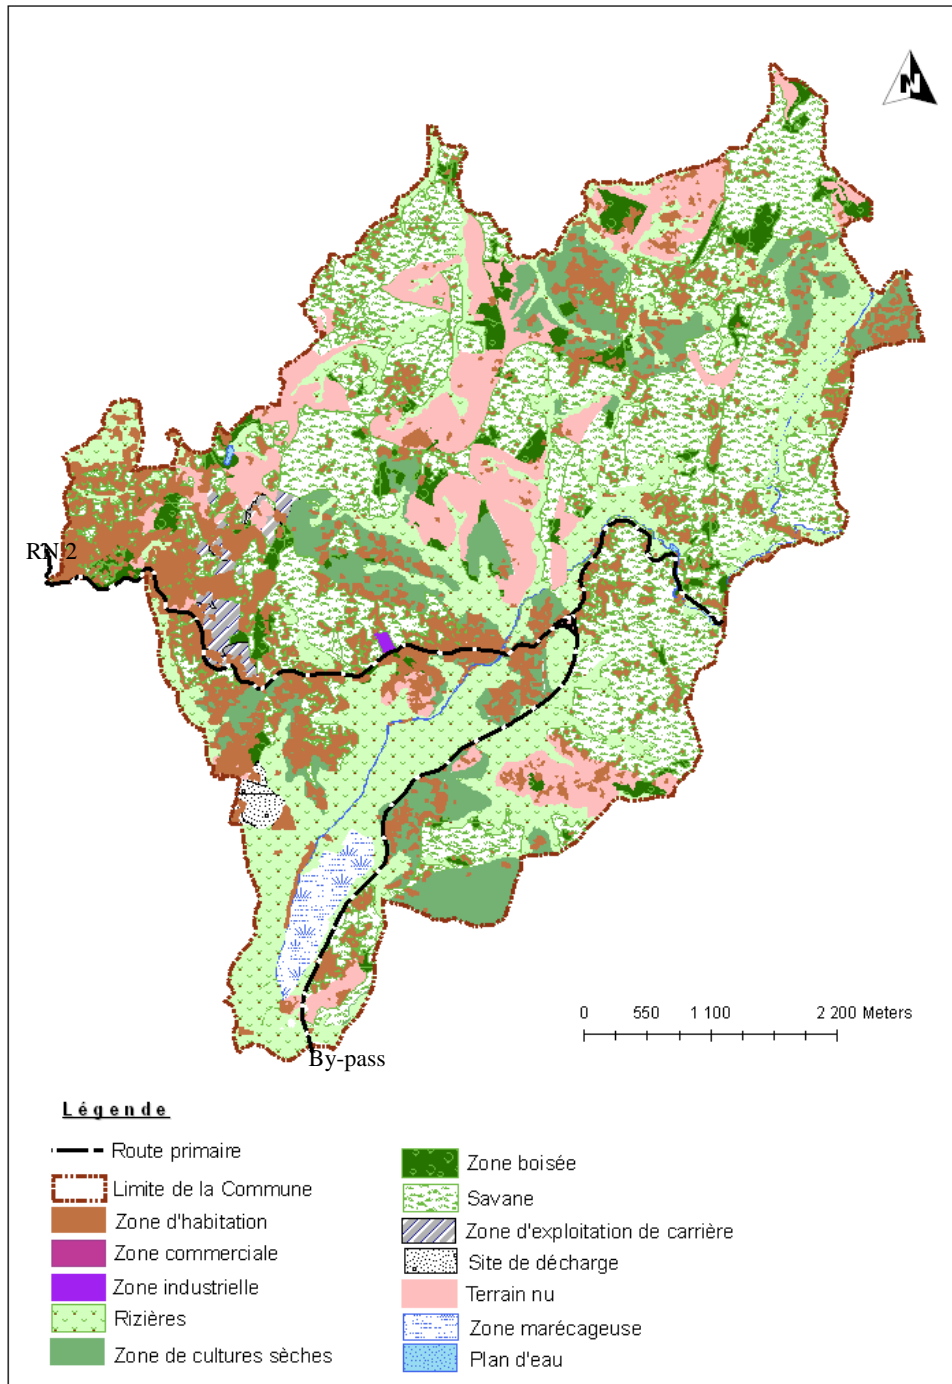 N
RN 2
0 550 1 100 2 200 Meters
By-pass
Légende
Route primaire
Limite de la Commune
Zone d'habitation
Zone commerciale
Zone industrielle
Rizières
Zone de cultures sèches
Zone boisée
Savane
Zone d'exploitation de carrière
Site de décharge
Terrain nu
Zone marécageuse
Plan d'eau